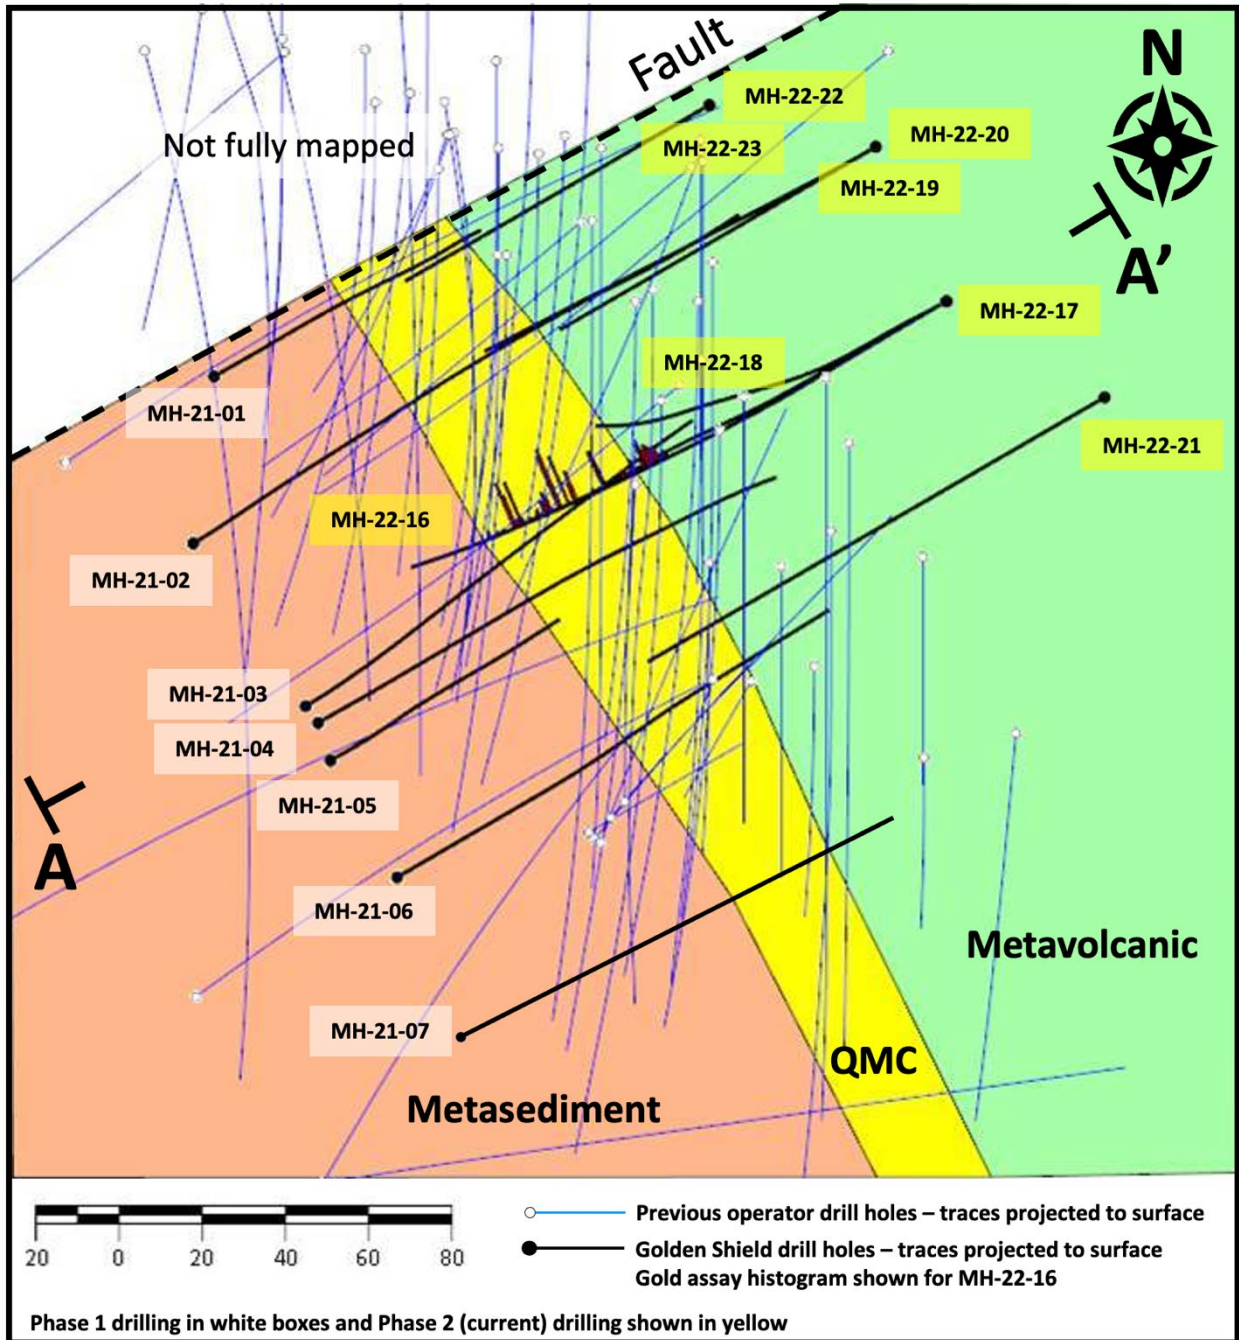 Fault
N
MH-22-22
MH-22-20
Not fully mapped
MH-22-23
MH-22-19
A'
MH-22-17
MH-22-18
MH-21-01
MH-22-21
MH-22-16
MH-21-02
MH-21-03
MH-21-04
MH-21-05
A
MH-21-06
Metavolcanic
MH-21-07
QMC
Metasediment
20 0 20 40 60 80
Previous operator drill holes – traces projected to surface
Golden Shield drill holes – traces projected to surface
Gold assay histogram shown for MH-22-16
Phase 1 drilling in white boxes and Phase 2 (current) drilling shown in yellow